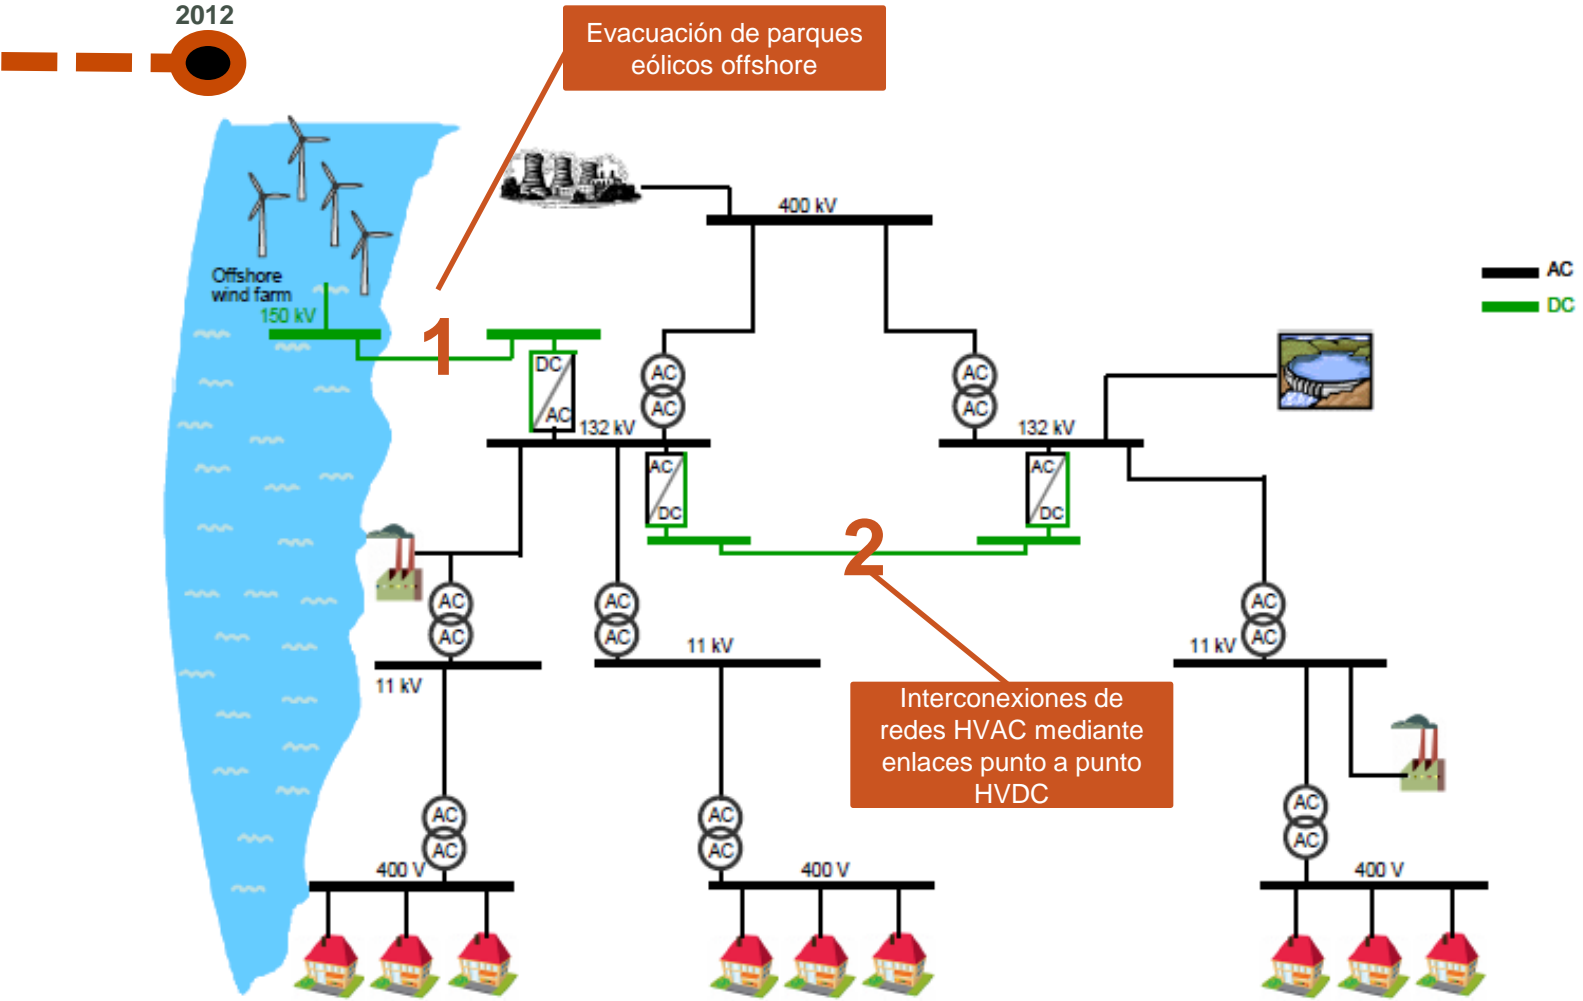 2012
Evacuación de parques
eólicos offshore
400 kV
AC
DC
Offshore
wind farm
150 kV
1
DC
AC
AC
AC
AC
AC
132 kV
132 kV
AC
DC
AC
DC
2
AC
AC
AC
AC
AC
AC
11 kV
11 kV
11 kV
Interconexiones de
redes HVAC mediante
enlaces punto a punto
HVDC
AC
AC
AC
AC
AC
AC
400 V
400 V
400 V